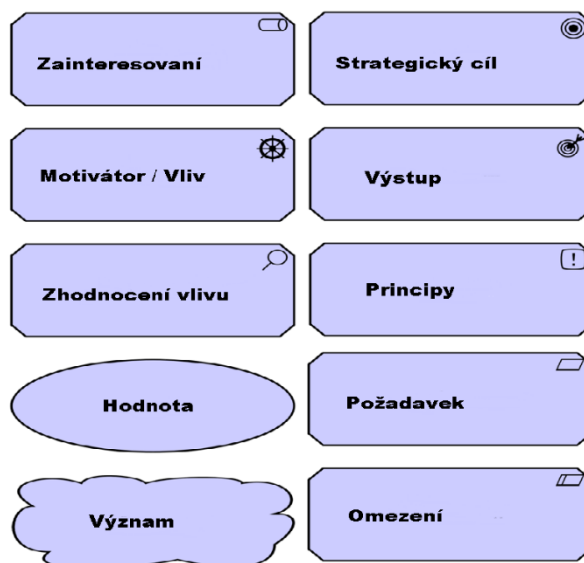 Zainteresovaní
Strategický cíl
Motivátor / Vliv
Výstup
Zhodnocení vlivu
Principy
Hodnota
Požadavek
Význam
Omezení